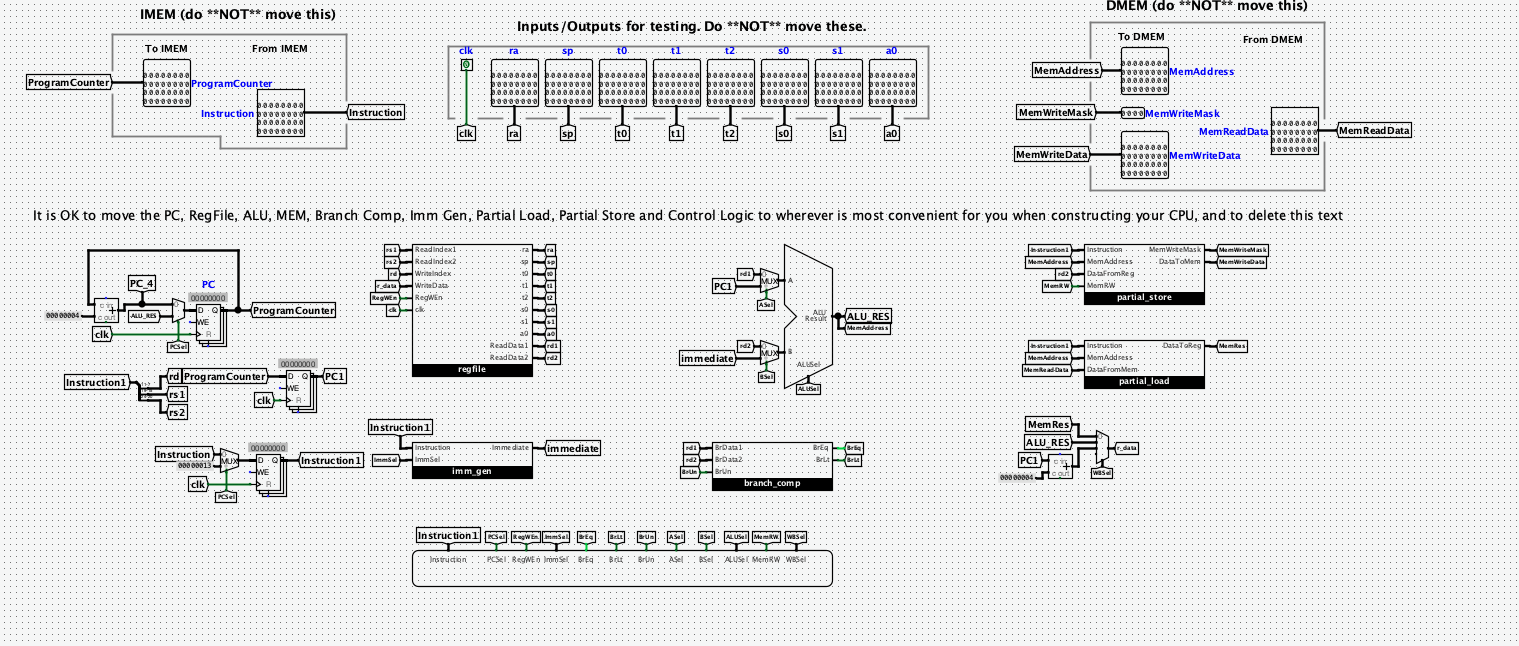 IMEM (do **NOT** move this)
To IMEM
From IMEM
ProgramCounter
ProgramCounter
Instruction
Instruction
Inputs/Outputs for testing. Do **NOT** move these.
clk ra sp t0 t1 t2 s0 s1 a0
0
clk ra sp t0 t1 t2 s0 s1 a0
DMEM (do **NOT** move this)
To DMEM
From DMEM
MemAddress
MemAddress
MemWriteMask
MemWriteMask
MemReadData
MemReadData
MemWriteData
MemWriteData
It is OK to move the PC, RegFile, ALU, MEM, Branch Comp, Imm Gen, Partial Load, Partial Store and Control Logic to wherever is most convenient for you when constructing your CPU, and to delete this text
PC_4
PC
00000000
c in
+
c out
00000004
ALU_RES
D Q
WE
R
ProgramCounter
clk
PCSel
Instruction1
rd
rs1
rs2
ProgramCounter
00000000
D Q
WE
R
PC1
clk
Instruction
00000013
MUX
00000000
D Q
WE
R
Instruction1
clk
PCSel
rs1 ReadIndex1 ra ra
rs2 ReadIndex2 sp sp
rd WriteIndex t0 t0
r_data WriteData t1 t1
RegWEn RegWEn t2 t2
clk clk s0 s0
s1 s1
a0 a0
ReadData1 rd1
ReadData2 rd2
regfile
Instruction1
Instruction Immediate immediate
ImmSel ImmSel
imm_gen
rd1
PC1
MUX
A
ASel
rd2
immediate
MUX
B
BSel
ALU
Result
ALU_RES
MemAddress
ALUSel
ALUSel
rd1 BrData1 BrEq BrEq
rd2 BrData2 BrLt BrLt
BrUn BrUn
branch_comp
Instruction1 Instruction MemWriteMask MemWriteMask
MemAddress MemAddress DataToMem MemWriteData
rd2 DataFromReg
MemRW MemRW
partial_store
Instruction1 Instruction DataToReg MemRes
MemAddress MemAddress
MemReadData DataFromMem
partial_load
MemRes
ALU_RES
PC1
00000004
c in
+
c out
r_data
WBSel
Instruction1 PCSel RegWEn ImmSel BrEq BrLt BrUn ASel BSel ALUSel MemRW WBSel
Instruction PCSel RegWEn ImmSel BrEq BrLt BrUn ASel BSel ALUSel MemRW WBSel